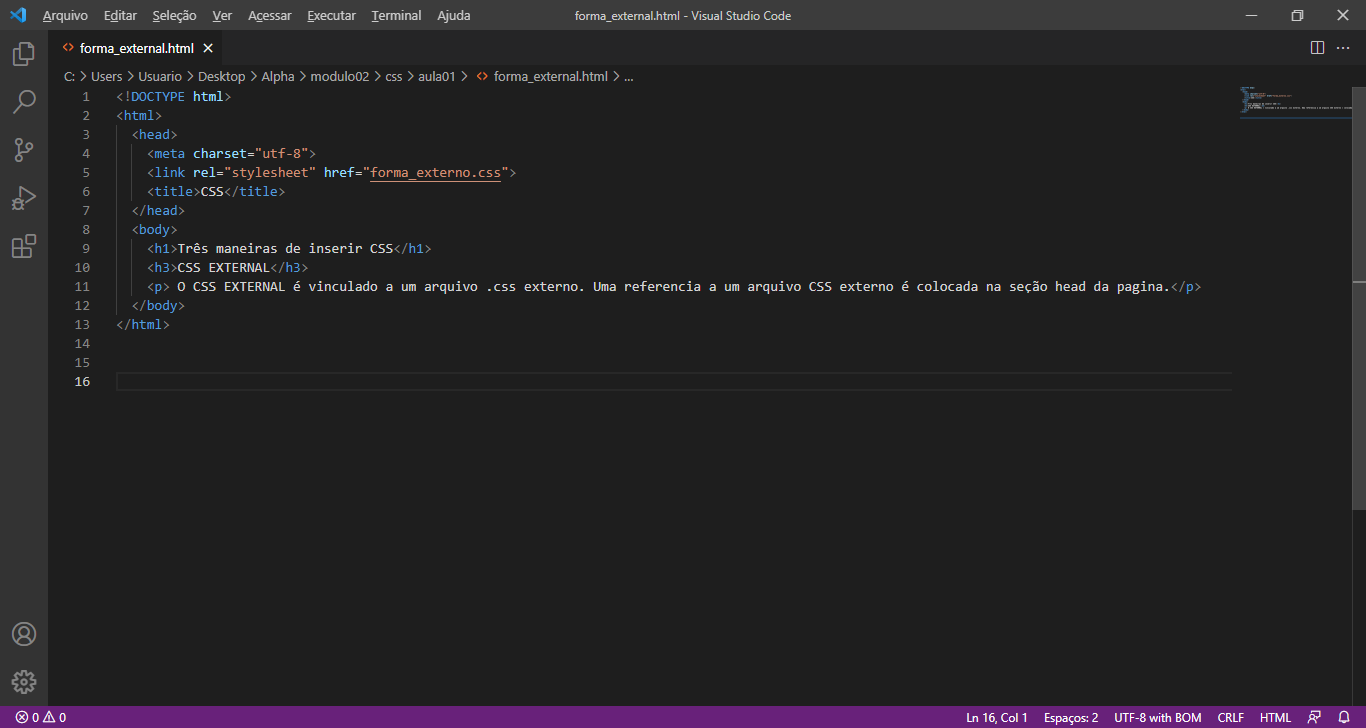 Arquivo Editar Seleção Ver Acessar Executar Terminal Ajuda forma_external.html - Visual Studio Code
forma_external.html
C: > Users > Usuario > Desktop > Alpha > modulo02 > css > aula01 > forma_external.html > ...
1 <!DOCTYPE html>
2 <html>
3 <head>
4 <meta charset="utf-8">
5 <link rel="stylesheet" href="forma_externo.css">
6 <title>CSS</title>
7 </head>
8 <body>
9 <h1>Três maneiras de inserir CSS</h1>
10 <h3>CSS EXTERNAL</h3>
11 <p> O CSS EXTERNAL é vinculado a um arquivo .css externo. Uma referencia a um arquivo CSS externo é colocada na seção head da pagina.</p>
12 </body>
13 </html>
14
15
16
0 0 Ln 16, Col 1 Espaços: 2 UTF-8 with BOM CRLF HTML